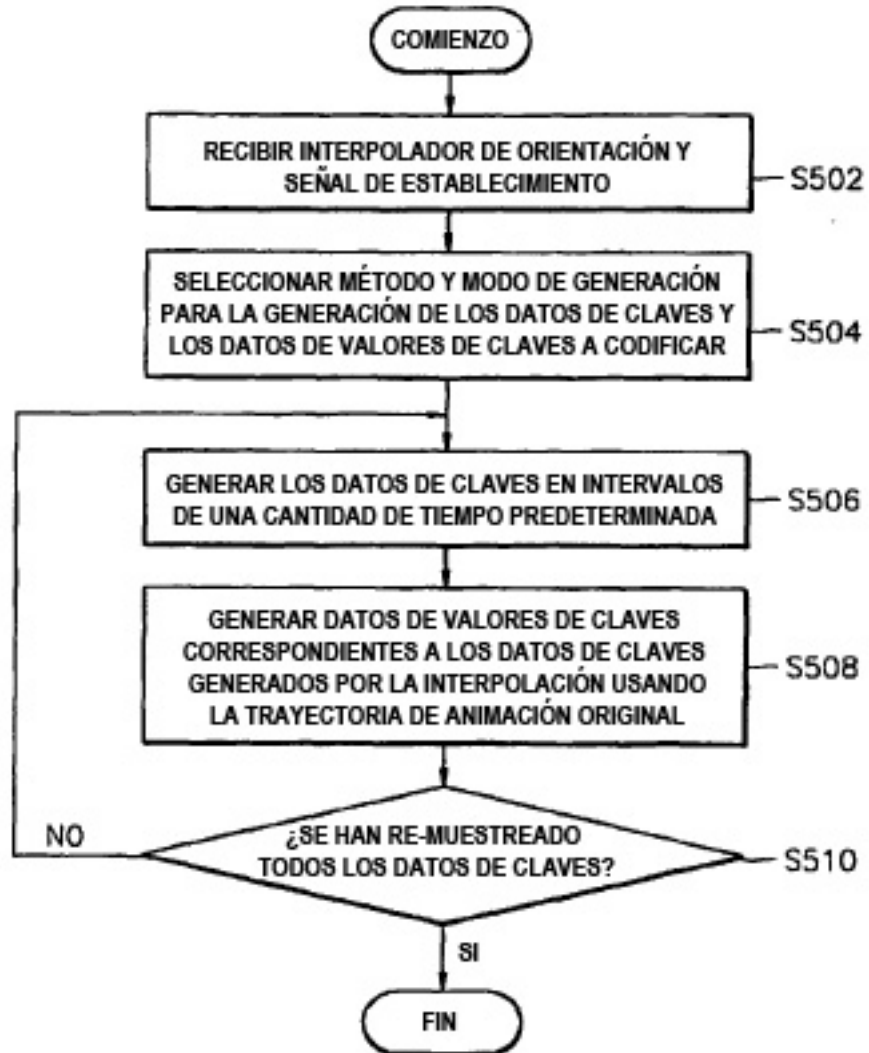 COMIENZO
RECIBIR INTERPOLADOR DE ORIENTACIÓN Y
SEÑAL DE ESTABLECIMIENTO
S502
SELECCIONAR MÉTODO Y MODO DE GENERACIÓN
PARA LA GENERACIÓN DE LOS DATOS DE CLAVES Y
LOS DATOS DE VALORES DE CLAVES A CODIFICAR
S504
GENERAR LOS DATOS DE CLAVES EN INTERVALOS
DE UNA CANTIDAD DE TIEMPO PREDETERMINADA
S506
GENERAR DATOS DE VALORES DE CLAVES
CORRESPONDIENTES A LOS DATOS DE CLAVES
GENERADOS POR LA INTERPOLACIÓN USANDO
LA TRAYECTORIA DE ANIMACIÓN ORIGINAL
S508
NO
¿SE HAN RE-MUESTREADO
TODOS LOS DATOS DE CLAVES?
S510
SI
FIN